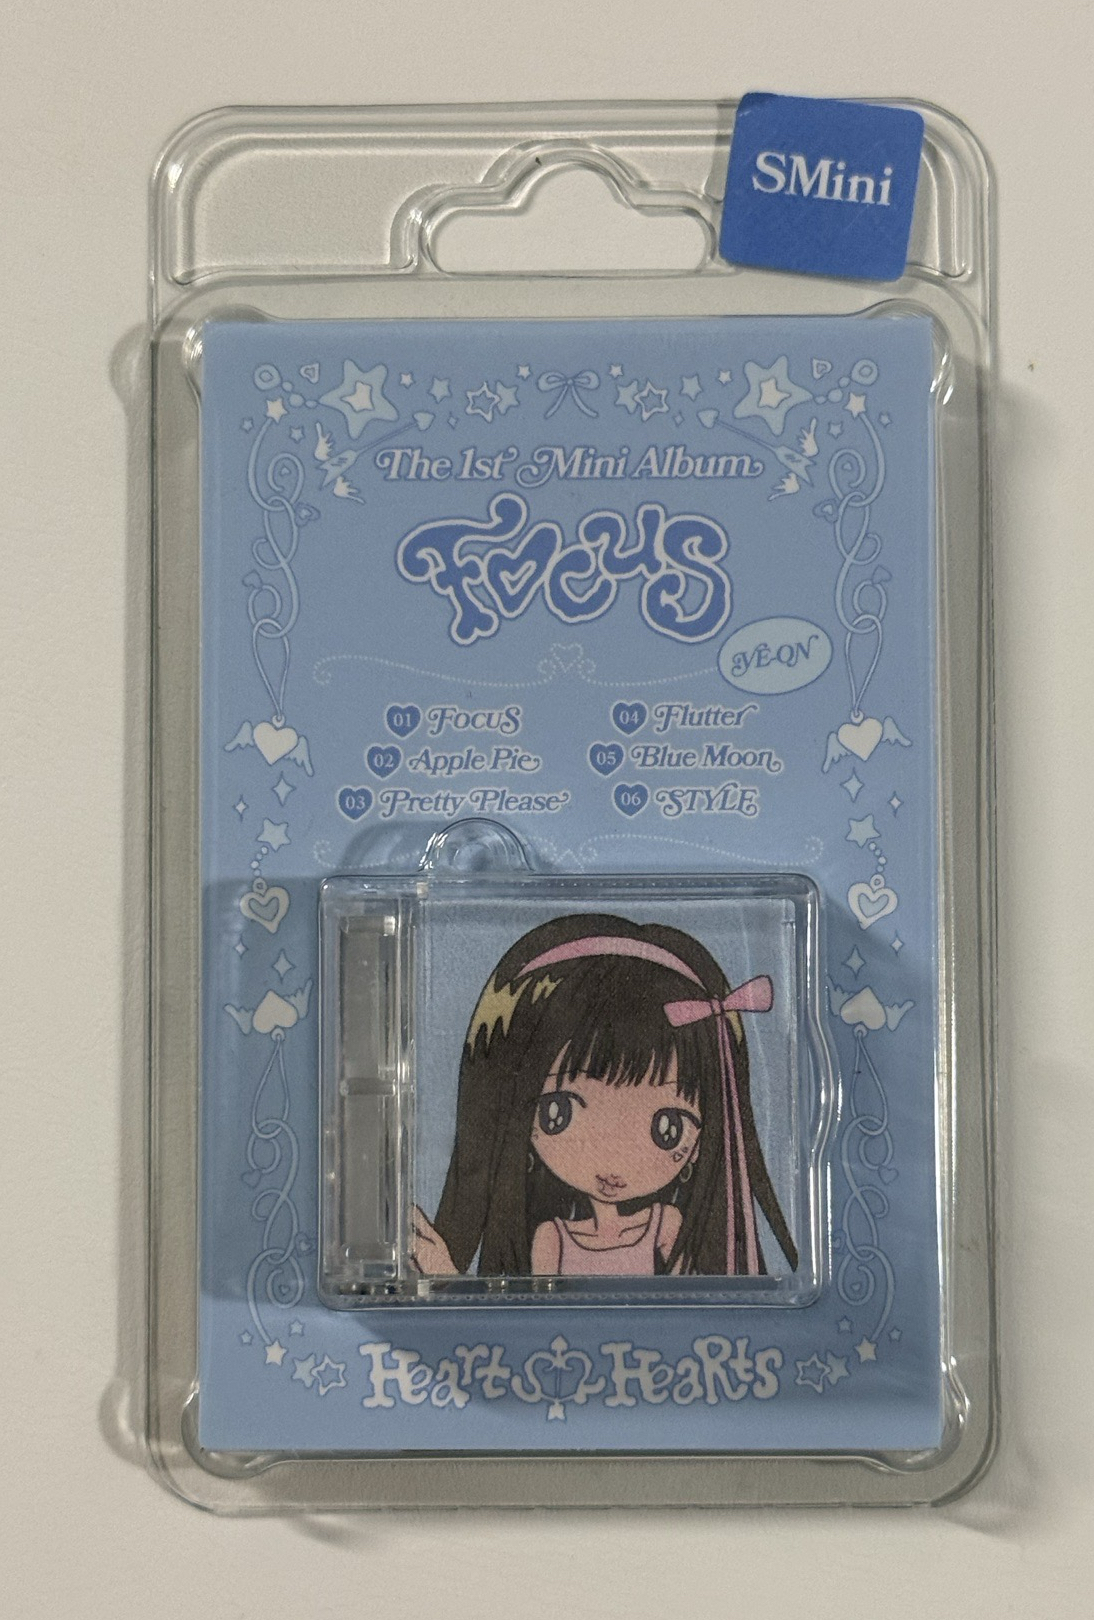 SMini
The 1st Mini Album
FOCUS
YE-ON
01 FOCUS
02 Apple Pie
03 Pretty Please
04 Flutter
05 Blue Moon
06 STYLE
Hearts2Hearts